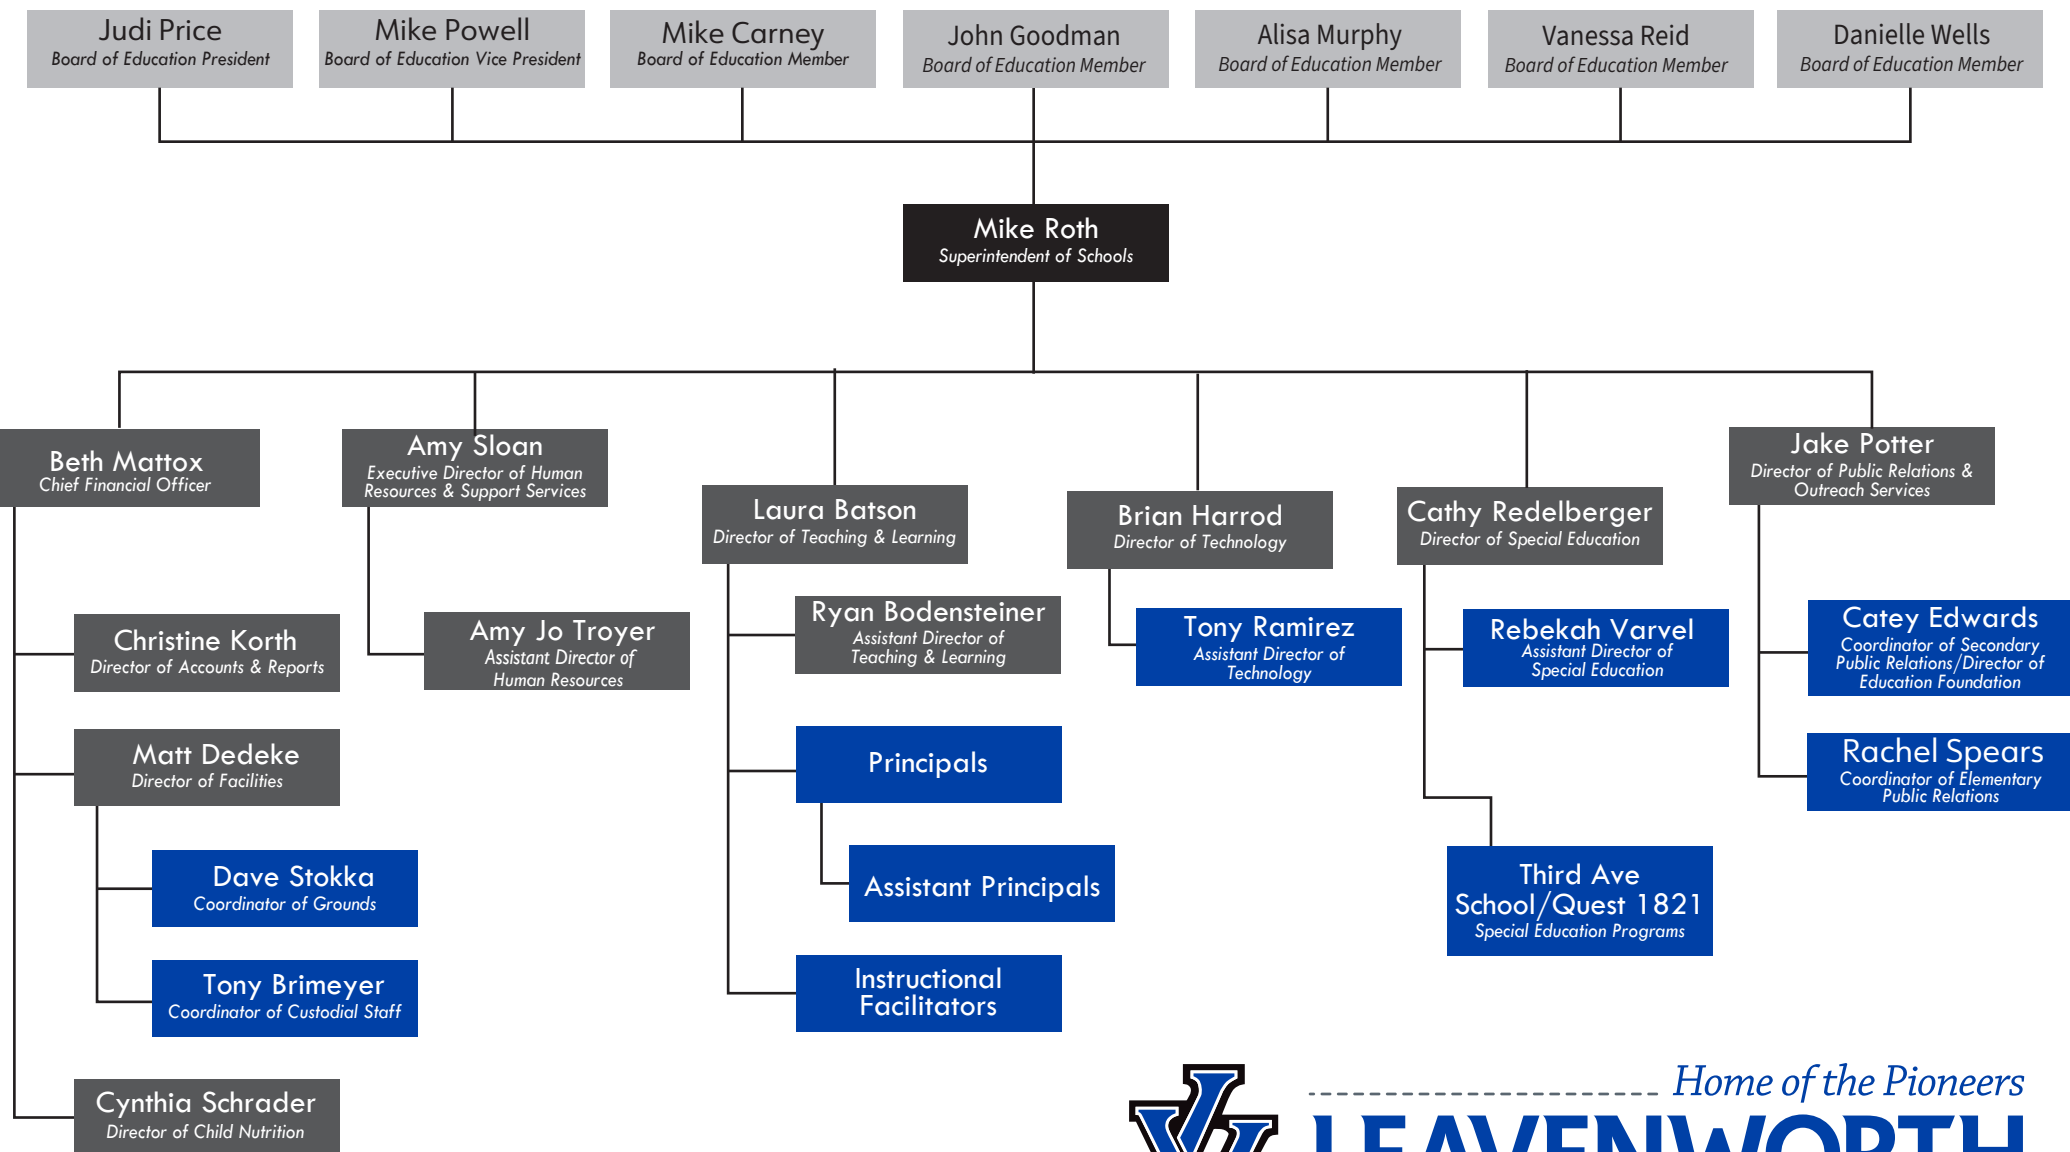 Judi Price
Board of Education President
Mike Powell
Board of Education Vice President
Mike Carney
Board of Education Member
John Goodman
Board of Education Member
Alisa Murphy
Board of Education Member
Vanessa Reid
Board of Education Member
Danielle Wells
Board of Education Member
Mike Roth
Superintendent of Schools
Beth Mattox
Chief Financial Officer
Christine Korth
Director of Accounts & Reports
Matt Dedeke
Director of Facilities
Dave Stokka
Coordinator of Grounds
Tony Brimeyer
Coordinator of Custodial Staff
Cynthia Schrader
Director of Child Nutrition
Amy Sloan
Executive Director of Human
Resources & Support Services
Amy Jo Troyer
Assistant Director of
Human Resources
Laura Batson
Director of Teaching & Learning
Ryan Bodensteiner
Assistant Director of
Teaching & Learning
Principals
Assistant Principals
Instructional
Facilitators
Brian Harrod
Director of Technology
Tony Ramirez
Assistant Director of
Technology
Cathy Redelberger
Director of Special Education
Rebekah Varvel
Assistant Director of
Special Education
Third Ave
School/Quest 1821
Special Education Programs
Jake Potter
Director of Public Relations &
Outreach Services
Catey Edwards
Coordinator of Secondary
Public Relations/Director of
Education Foundation
Rachel Spears
Coordinator of Elementary
Public Relations
Home of the Pioneers
LEAVENWORTH